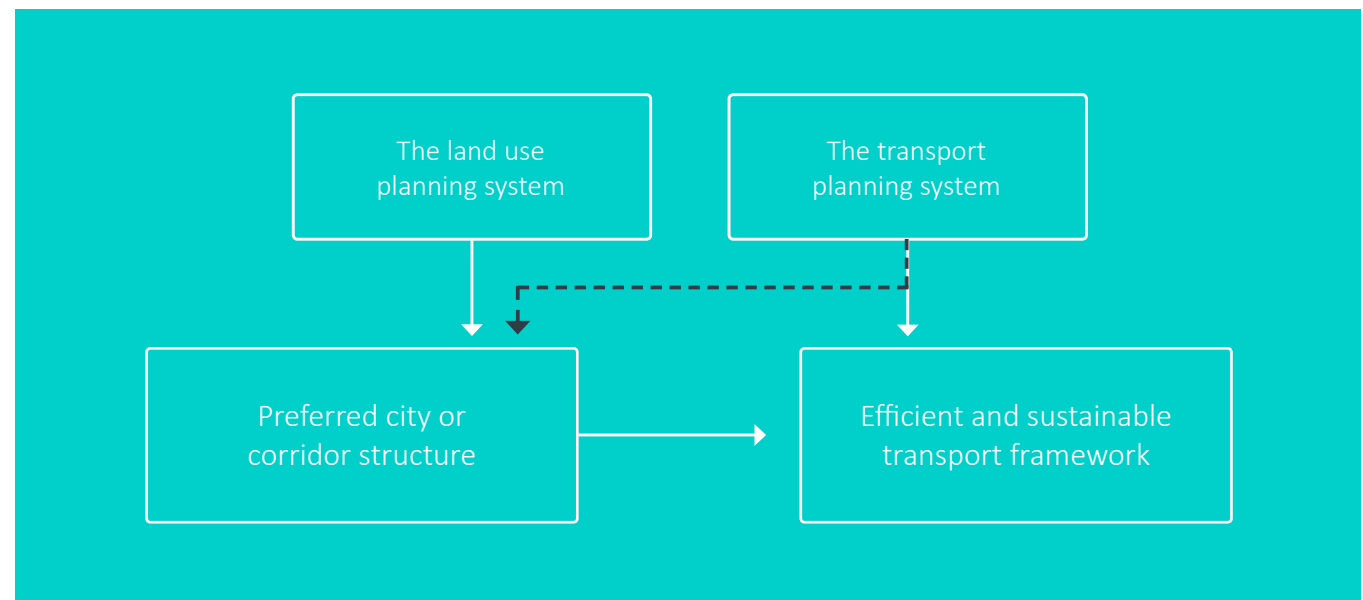 The land use
planning system
The transport
planning system
Preferred city or
corridor structure
Efficient and sustainable
transport framework